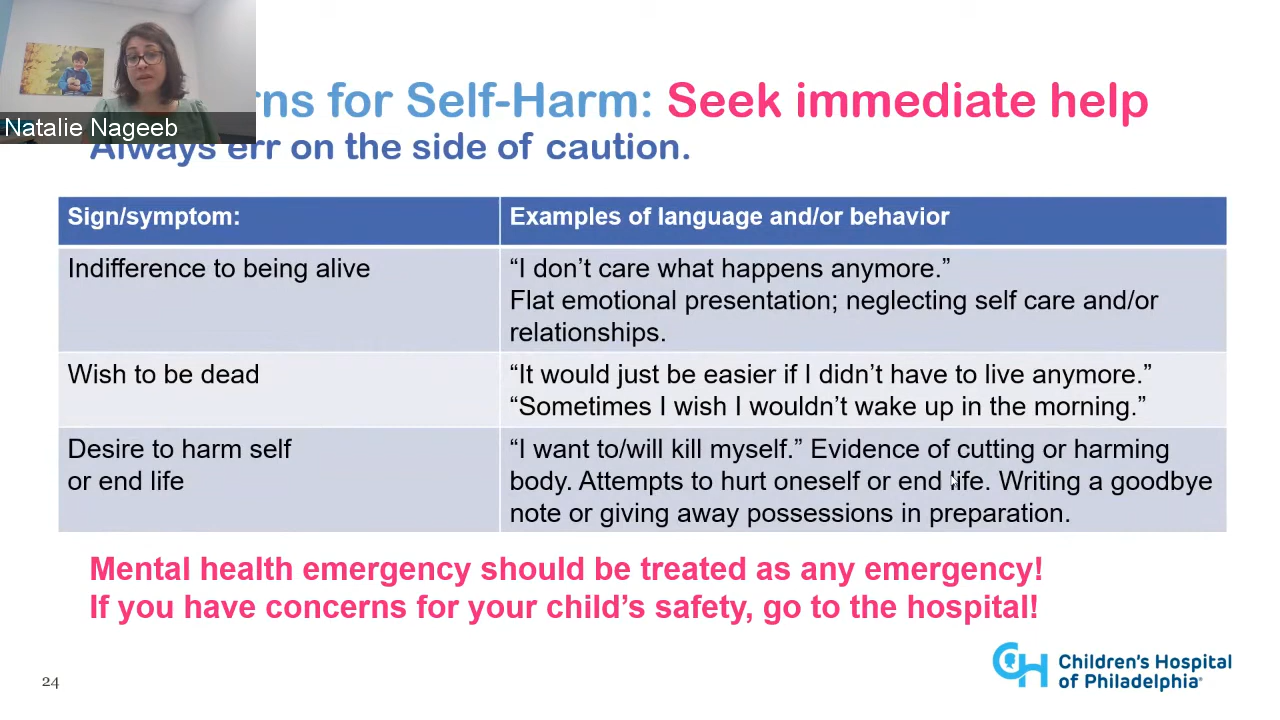 Natalie Nageeb
for Self-Harm: Seek immediate help
Always err on the side of caution.
Sign/symptom:
Examples of language and/or behavior
Indifference to being alive
“I don’t care what happens anymore.”
Flat emotional presentation; neglecting self care and/or
relationships.
Wish to be dead
“It would just be easier if I didn’t have to live anymore.”
“Sometimes I wish I wouldn’t wake up in the morning.”
Desire to harm self
or end life
“I want to/will kill myself.” Evidence of cutting or harming
body. Attempts to hurt oneself or end life. Writing a goodbye
note or giving away possessions in preparation.
Mental health emergency should be treated as any emergency!
If you have concerns for your child’s safety, go to the hospital!
24
CH Children’s Hospital
of Philadelphia